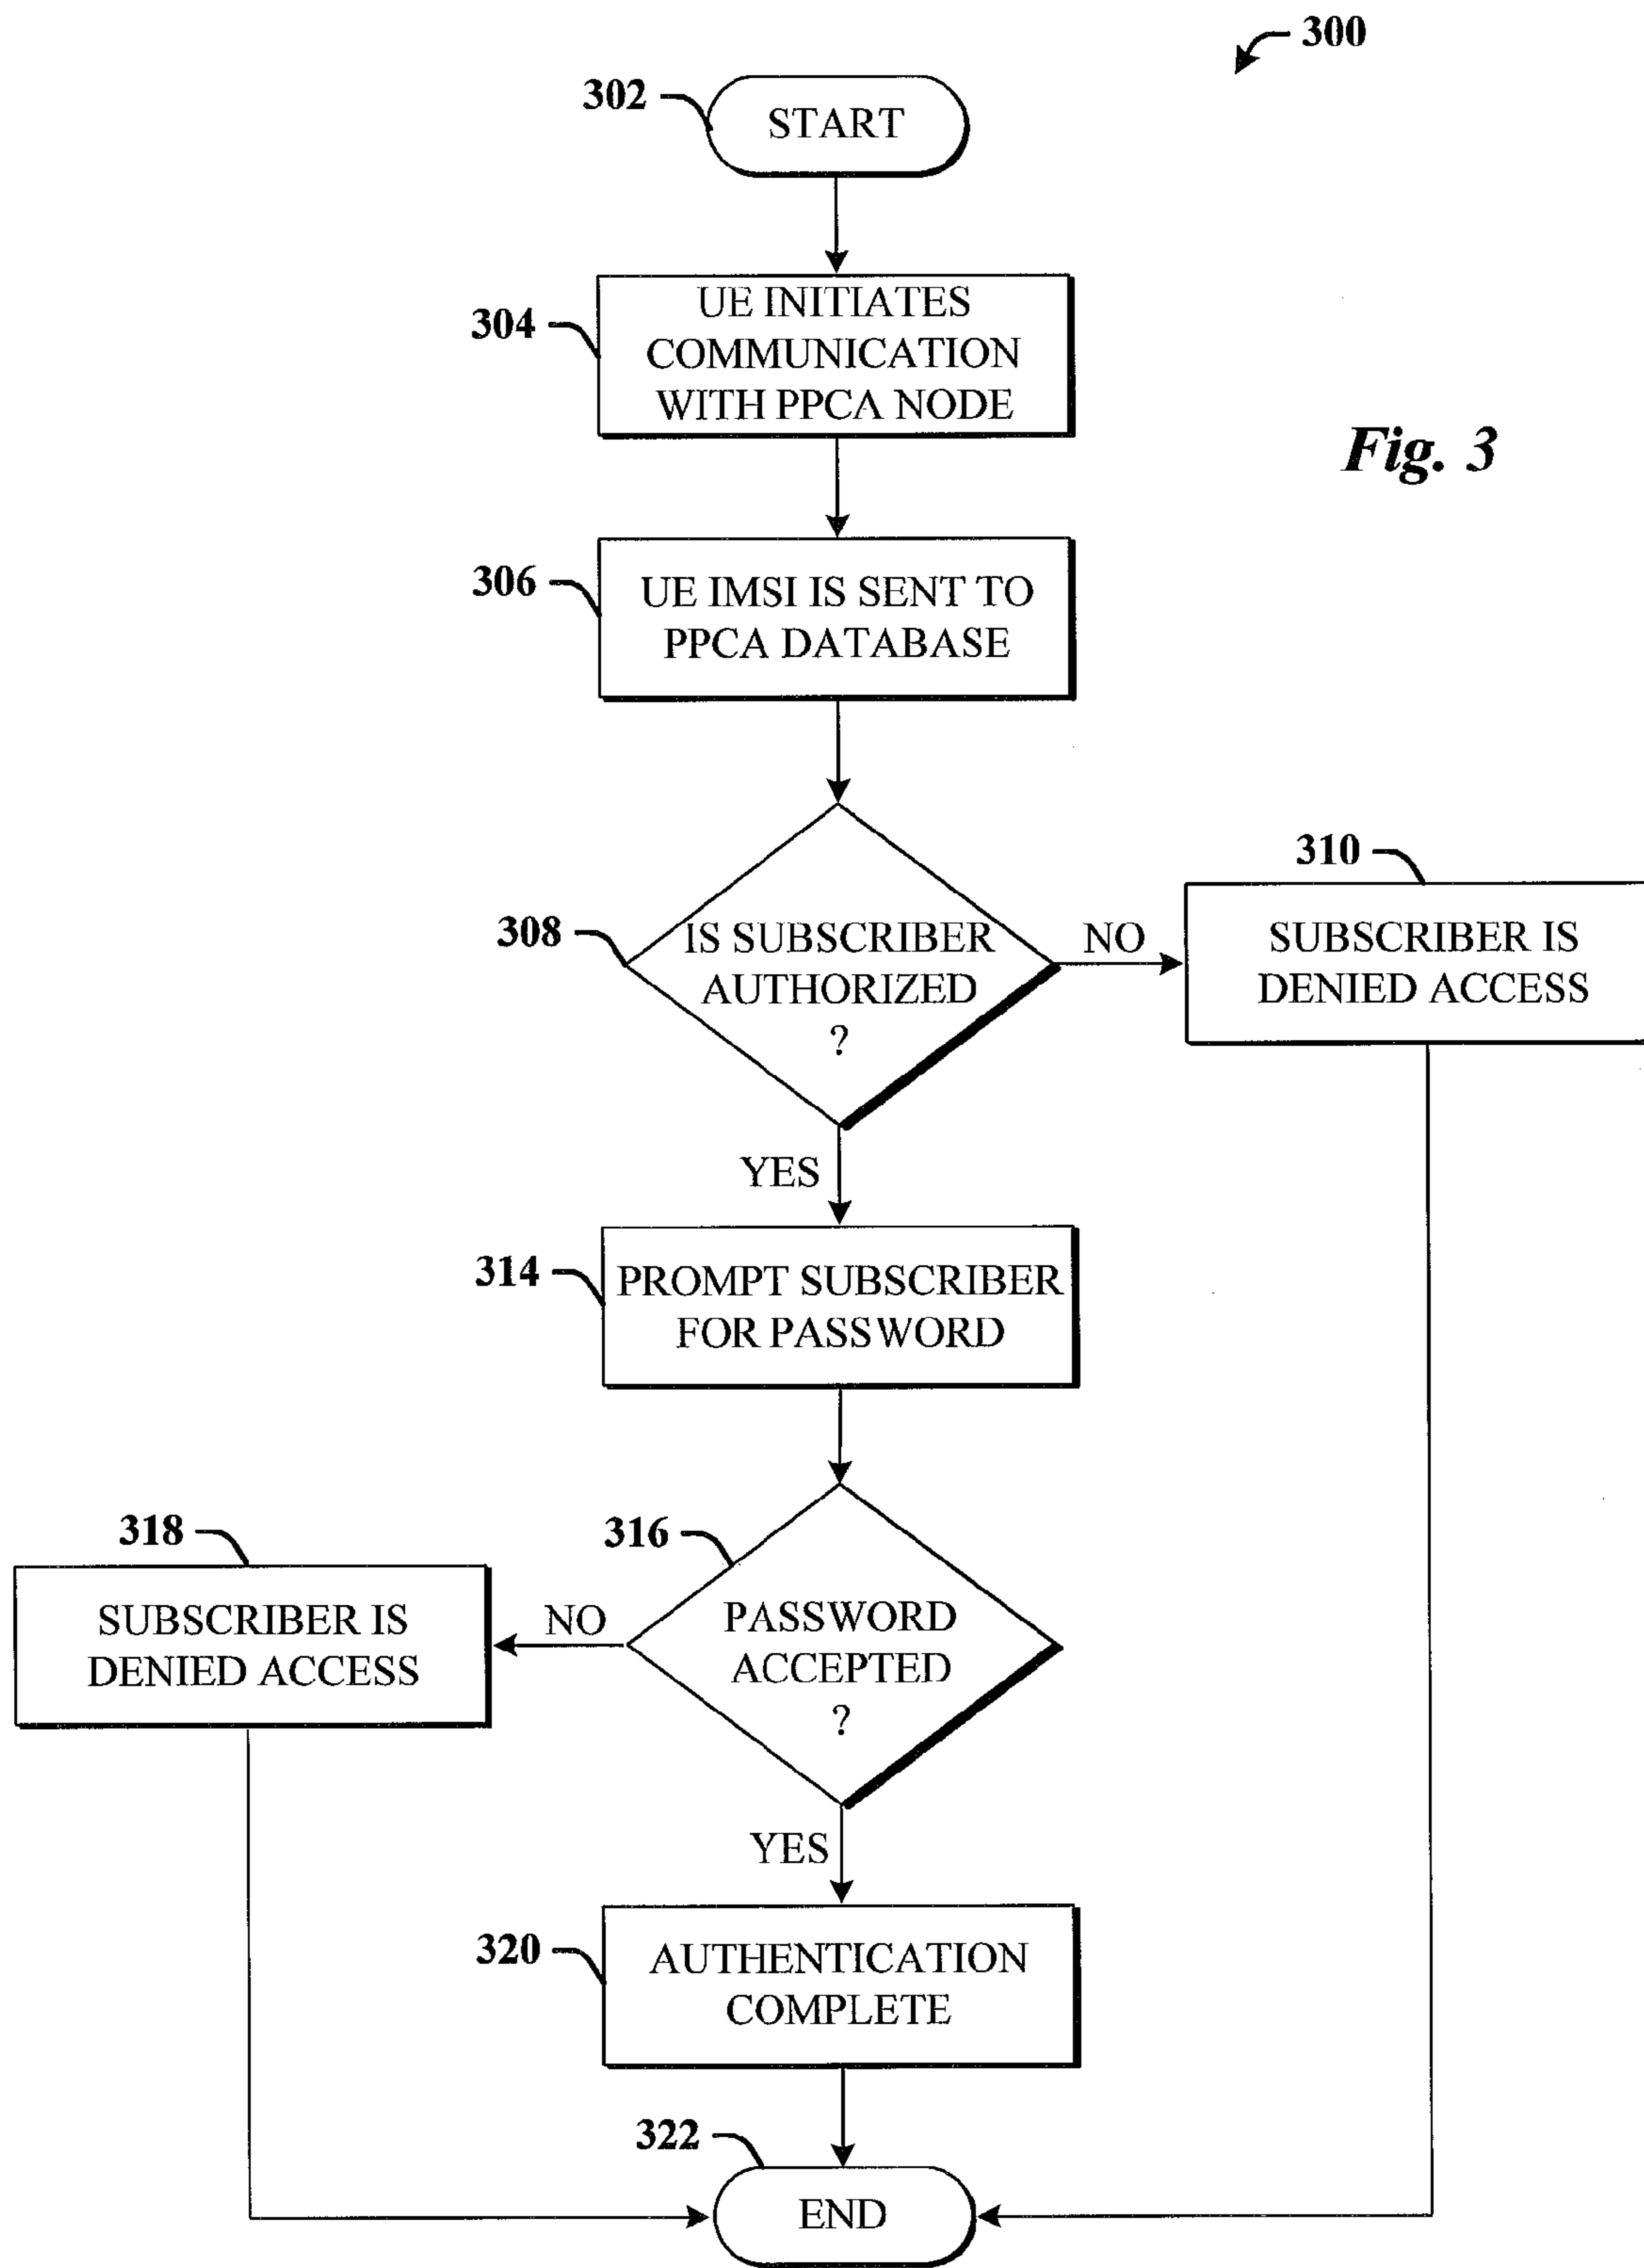 300
302
START
304
UE INITIATES
COMMUNICATION
WITH PPCA NODE
Fig. 3
306
UE IMSI IS SENT TO
PPCA DATABASE
308
IS SUBSCRIBER
AUTHORIZED
?
NO
310
SUBSCRIBER IS
DENIED ACCESS
YES
314
PROMPT SUBSCRIBER
FOR PASSWORD
316
PASSWORD
ACCEPTED
?
NO
318
SUBSCRIBER IS
DENIED ACCESS
YES
320
AUTHENTICATION
COMPLETE
322
END